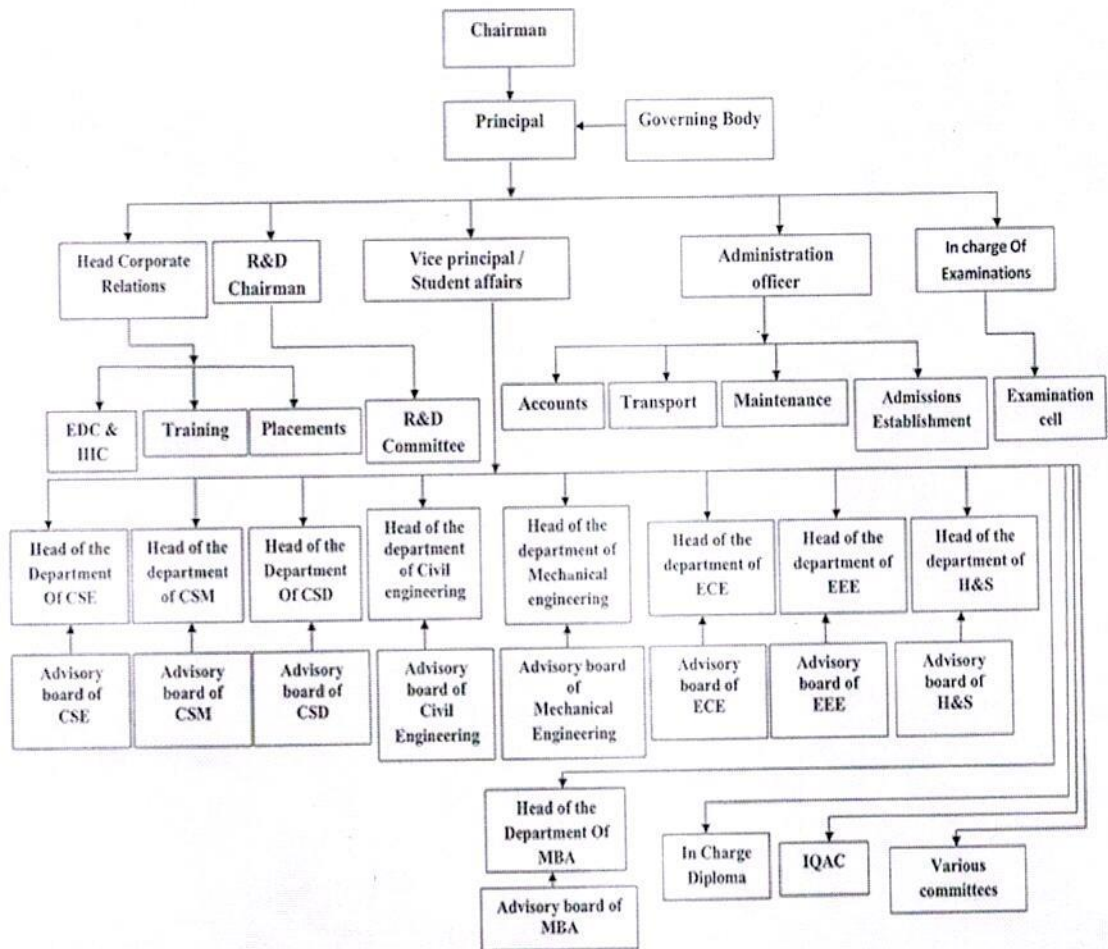 Chairman
Principal
Governing Body
Head Corporate
Relations
R&D
Chairman
Vice principal /
Student affairs
Administration
officer
In charge Of
Examinations
EDC &
IIIC
Training
Placements
R&D
Committee
Accounts
Transport
Maintenance
Admissions
Establishment
Examination
cell
Head of the
Department
Of CSE
Head of the
department
of CSM
Head of the
Department
Of CSD
Head of the
department
of Civil
engineering
Head of the
department of
Mechanical
engineering
Head of the
department of
ECE
Head of the
department of
EEE
Head of the
department of
H&S
Advisory
board of
CSE
Advisory
board of
CSM
Advisory
board of
CSD
Advisory
board of
Civil
Engineering
Advisory board
of
Mechanical
Engineering
Advisory
board of
ECE
Advisory
board of
EEE
Advisory
board of
H&S
Head of the
Department Of
MBA
In Charge
Diploma
IQAC
Various
committees
Advisory board of
MBA